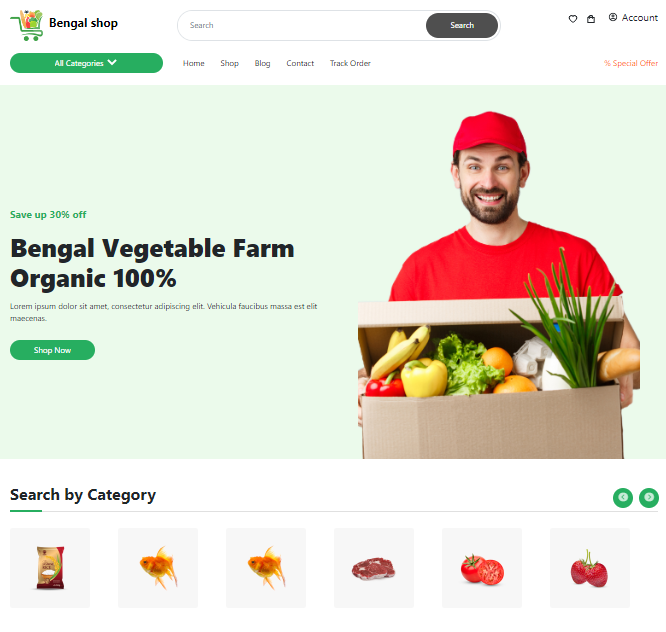 Bengal shop
Search
Search
Account
All Categories
Home
Shop
Blog
Contact
Track Order
% Special Offer
Save up 30% off
Bengal Vegetable Farm
Organic 100%
Lorem ipsum dolor sit amet, consectetur adipiscing elit. Vehicula faucibus massa est elit
maecenas.
Shop Now
Search by Category